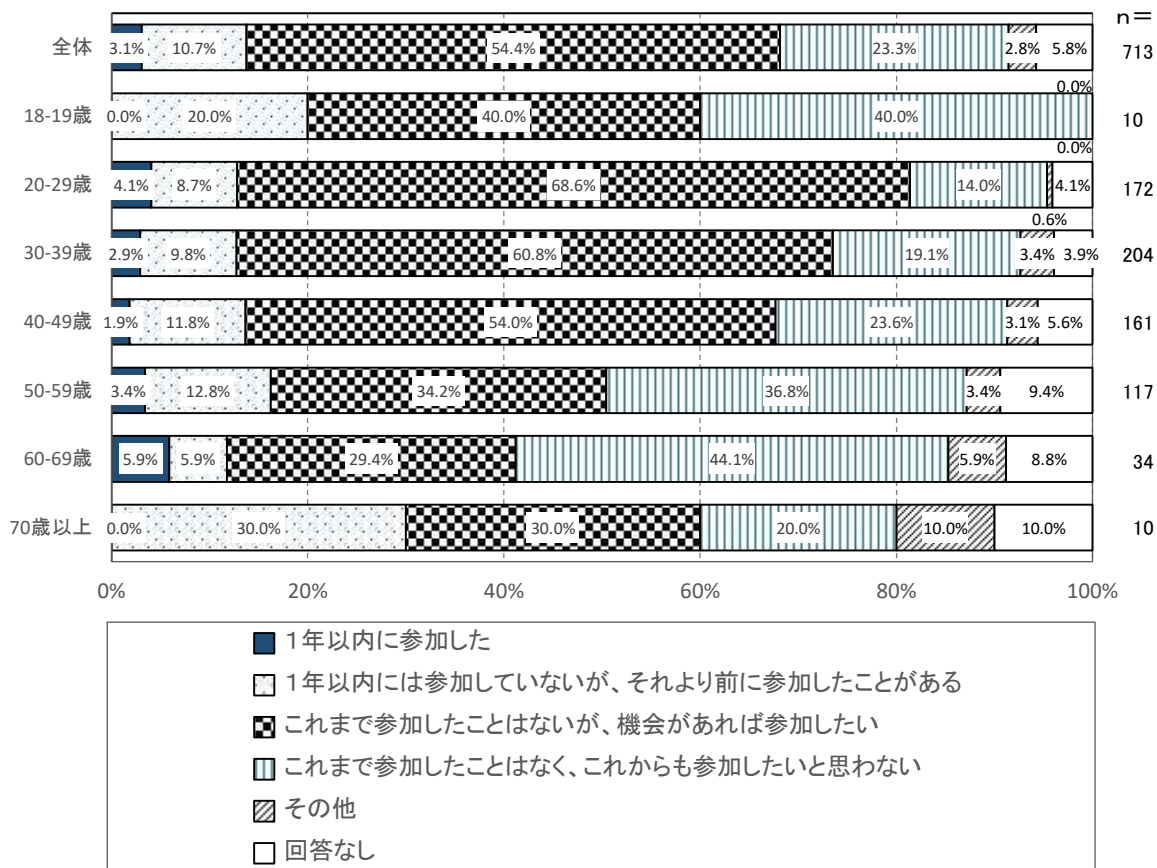 n＝
全体 3.1% 10.7% 54.4% 23.3% 2.8% 5.8% 713
0.0%
18-19歳 0.0% 20.0% 40.0% 40.0% 10
0.0%
20-29歳 4.1% 8.7% 68.6% 14.0% 4.1% 172
0.6%
30-39歳 2.9% 9.8% 60.8% 19.1% 3.4% 3.9% 204
40-49歳 1.9% 11.8% 54.0% 23.6% 3.1% 5.6% 161
50-59歳 3.4% 12.8% 34.2% 36.8% 3.4% 9.4% 117
60-69歳 5.9% 5.9% 29.4% 44.1% 5.9% 8.8% 34
70歳以上 0.0% 30.0% 30.0% 20.0% 10.0% 10.0% 10
0% 20% 40% 60% 80% 100%
１年以内に参加した
１年以内には参加していないが、それより前に参加したことがある
これまで参加したことはないが、機会があれば参加したい
これまで参加したことはなく、これからも参加したいと思わない
その他
回答なし